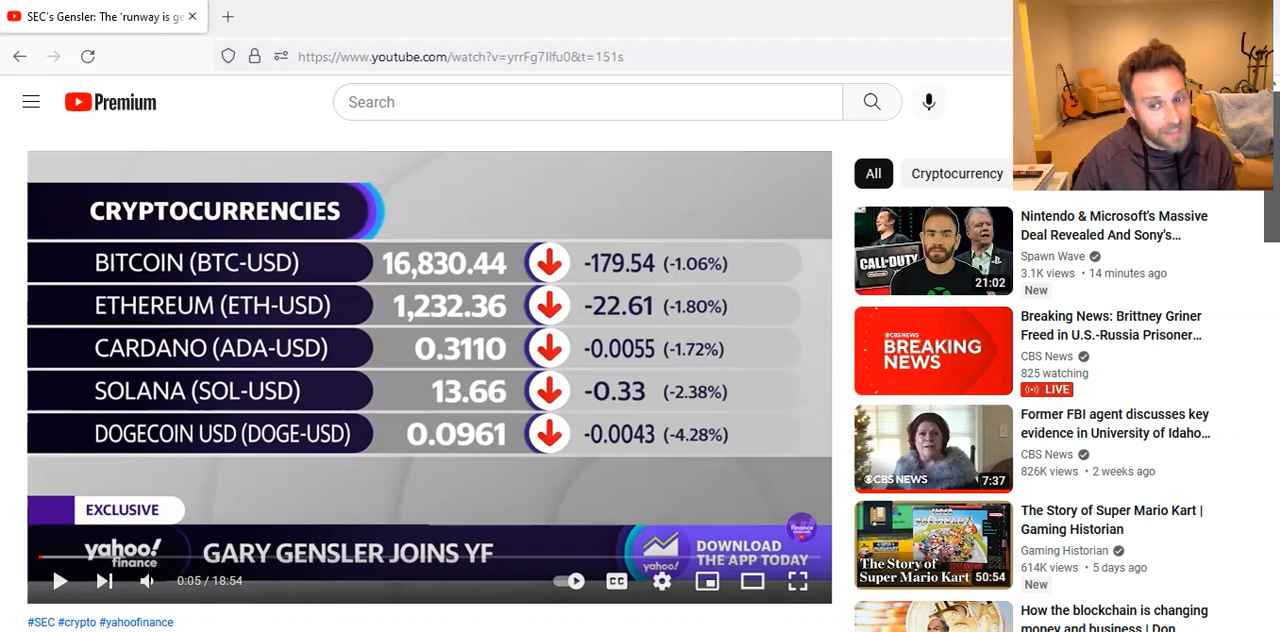 SEC's Gensler: The 'runway is ge
https://www.youtube.com/watch?v=yrrFg7Ilfu0&t=151s
Premium
Search
CRYPTOCURRENCIES
BITCOIN (BTC-USD) 16,830.44 -179.54 (-1.06%)
ETHEREUM (ETH-USD) 1,232.36 -22.61 (-1.80%)
CARDANO (ADA-USD) 0.3110 -0.0055 (-1.72%)
SOLANA (SOL-USD) 13.66 -0.33 (-2.38%)
DOGECOIN USD (DOGE-USD) 0.0961 -0.0043 (-4.28%)
EXCLUSIVE
yahoo!
finance
GARY GENSLER JOINS YF
yahoo!
DOWNLOAD
THE APP TODAY
finance
0:05 / 18:54
CC
#SEC #crypto #yahoofinance
All
Cryptocurrency
CALL·DUTY
21:02
Nintendo & Microsoft's Massive
Deal Revealed And Sony's…
Spawn Wave
3.1K views • 14 minutes ago
New
CBS NEWS
BREAKING
NEWS
Breaking News: Brittney Griner
Freed in U.S.-Russia Prisoner…
CBS News
825 watching
LIVE
CBS NEWS
7:37
Former FBI agent discusses key
evidence in University of Idaho…
CBS News
826K views • 2 weeks ago
The Story of
Super Mario Kart
50:54
The Story of Super Mario Kart |
Gaming Historian
Gaming Historian
614K views • 5 days ago
New
How the blockchain is changing
money and business | Don